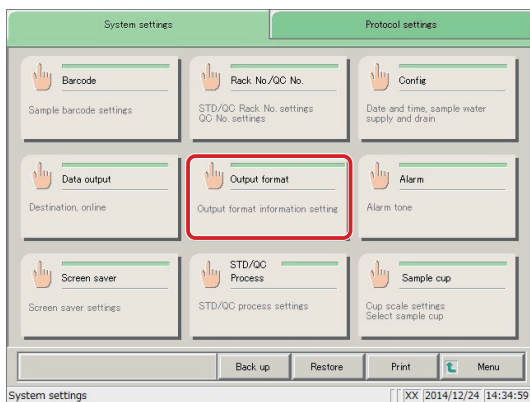 System settings
Protocol settings
Barcode
Sample barcode settings
Rack No./QC No.
STD/QC Rack No. settings
QC No. settings
Config
Date and time, sample water
supply and drain
Data output
Destination, online
Output format
Output format information setting
Alarm
Alarm tone
Screen saver
Screen saver settings
STD/QC
Process
STD/QC process settings
Sample cup
Cup scale settings
Select sample cup
Back up
Restore
Print
Menu
System settings
XX 2014/12/24 14:34:59